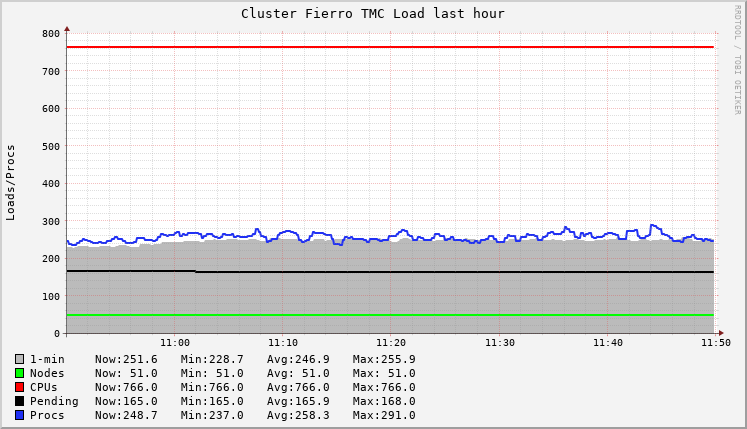 Cluster Fierro TMC Load last hour
RRDTOOL / TOBI OETIKER
Loads/Procs
800
700
600
500
400
300
200
100
0
11:00 11:10 11:20 11:30 11:40 11:50
1-min Now:251.6 Min:228.7 Avg:246.9 Max:255.9
Nodes Now: 51.0 Min: 51.0 Avg: 51.0 Max: 51.0
CPUs Now:766.0 Min:766.0 Avg:766.0 Max:766.0
Pending Now:165.0 Min:165.0 Avg:165.9 Max:168.0
Procs Now:248.7 Min:237.0 Avg:258.3 Max:291.0